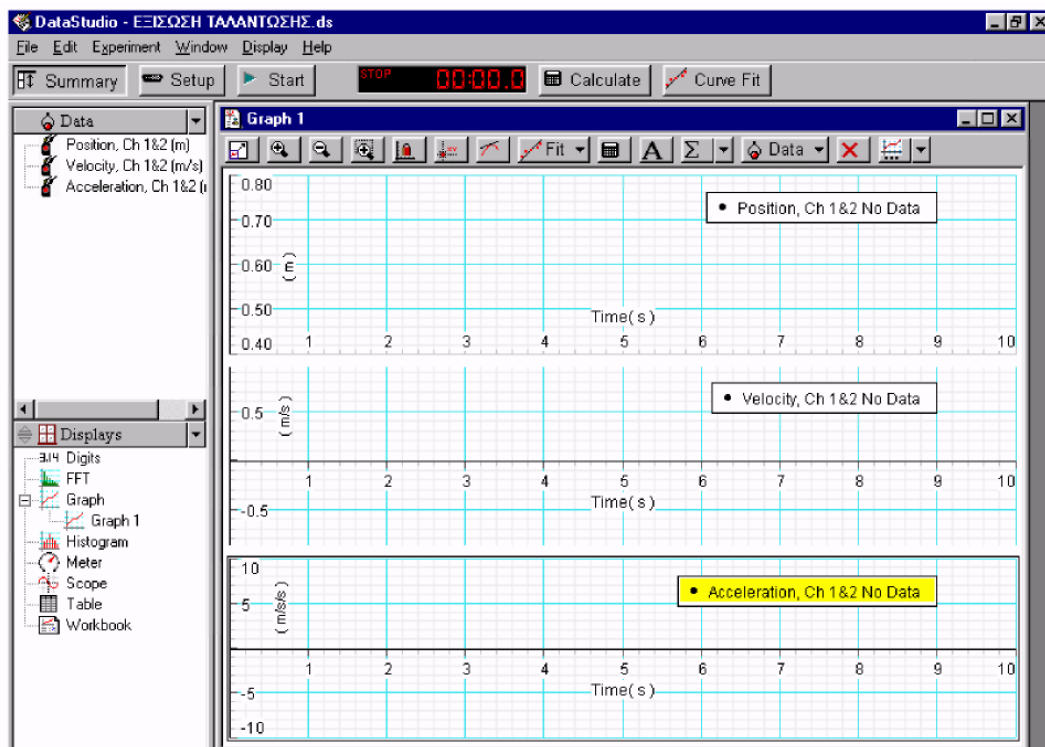 DataStudio - ΕΞΙΣΩΣΗ ΤΑΛΑΝΤΩΣΗΣ.ds
File Edit Experiment Window Display Help
Summary Setup Start STOP 00:00.0 Calculate Curve Fit
Data
Position, Ch 1&2 (m)
Velocity, Ch 1&2 (m/s)
Acceleration, Ch 1&2 (
Displays
3.14 Digits
FFT
Graph
Graph 1
Histogram
Meter
Scope
Table
Workbook
Graph 1
Fit A Σ Data
0.80
Position, Ch 1&2 No Data
0.70
0.60
( m )
0.50
Time( s )
0.40 1 2 3 4 5 6 7 8 9 10
Velocity, Ch 1&2 No Data
0.5
( m/s )
1 2 3 4 5 6 7 8 9 10
Time( s )
-0.5
10
Acceleration, Ch 1&2 No Data
5
( m/s/s )
1 2 3 4 5 6 7 8 9 10
Time( s )
-5
-10